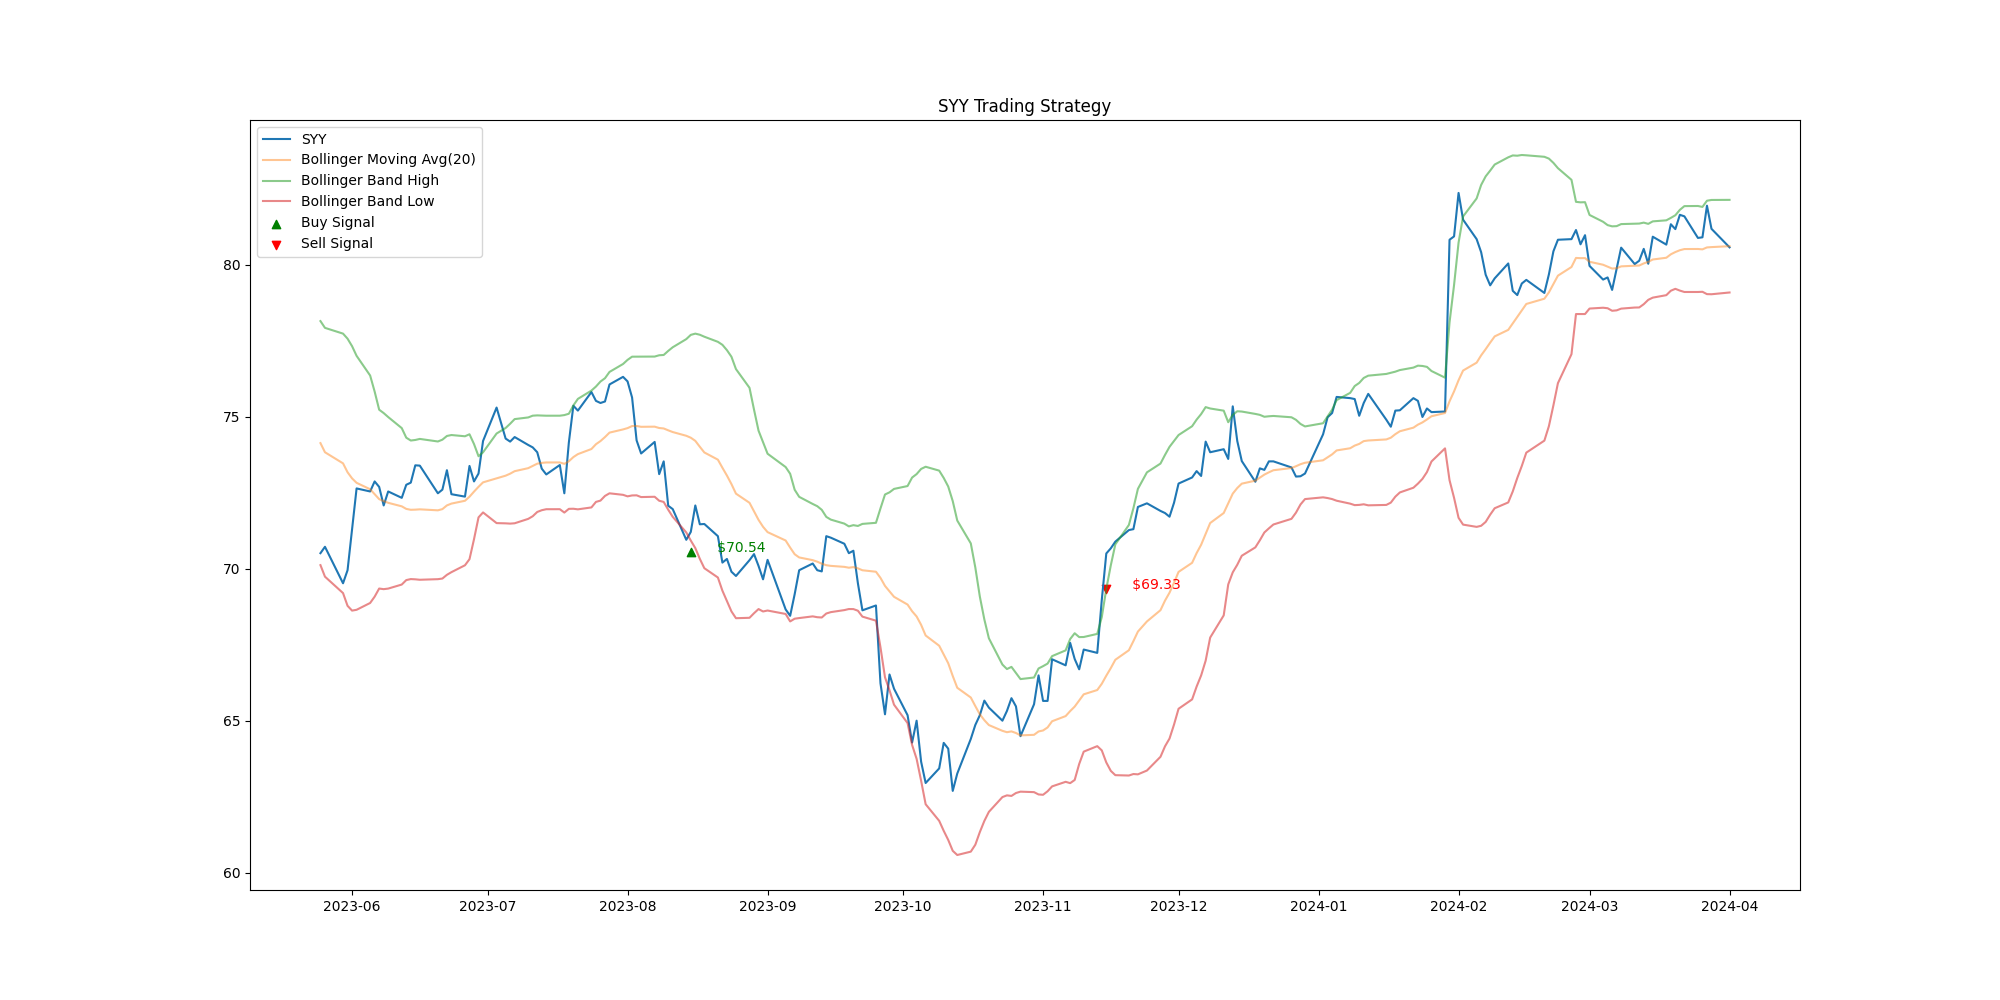 SYY Trading Strategy
SYY
Bollinger Moving Avg(20)
Bollinger Band High
Bollinger Band Low
Buy Signal
Sell Signal
80
75
70
65
60
$70.54
$69.33
2023-06 2023-07 2023-08 2023-09 2023-10 2023-11 2023-12 2024-01 2024-02 2024-03 2024-04